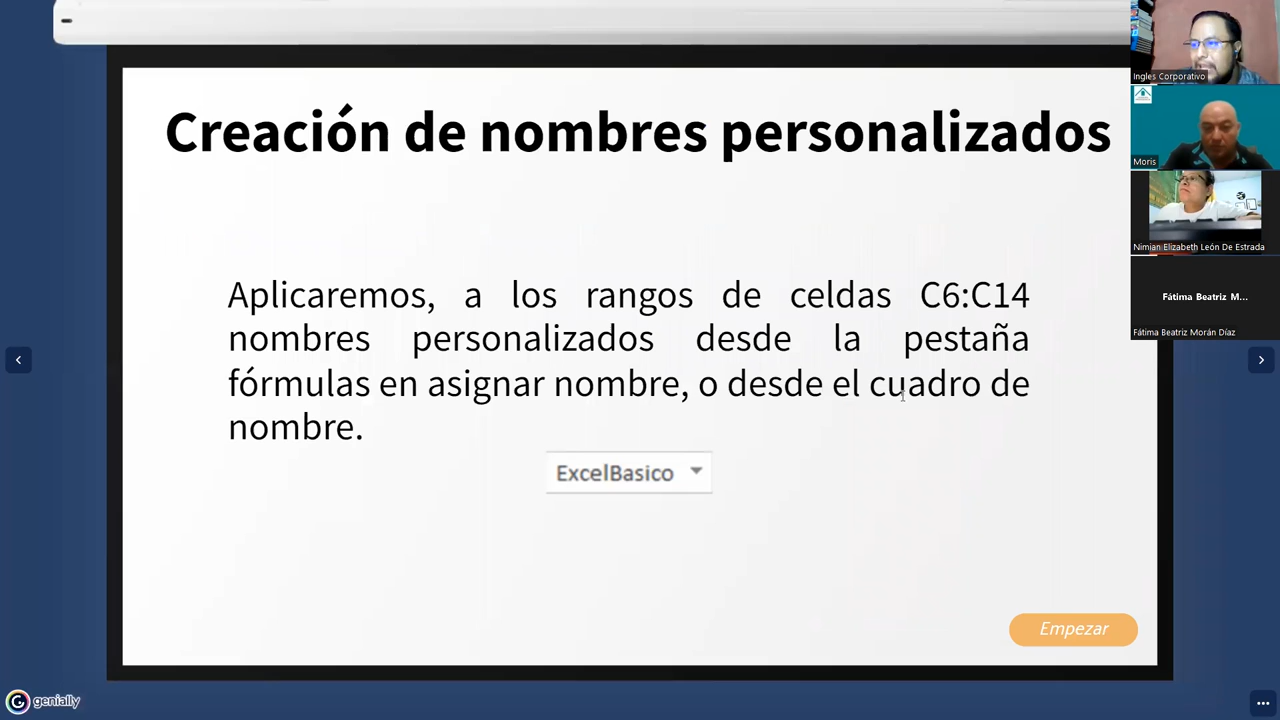 Creación de nombres personalizados
Aplicaremos, a los rangos de celdas C6:C14
nombres personalizados desde la pestaña
fórmulas en asignar nombre, o desde el cuadro de
nombre.
ExcelBasico
Empezar
genially
Ingles Corporativo
Moris
Nimian Elizabeth León De Estrada
Fátima Beatriz M...
Fátima Beatriz Morán Díaz